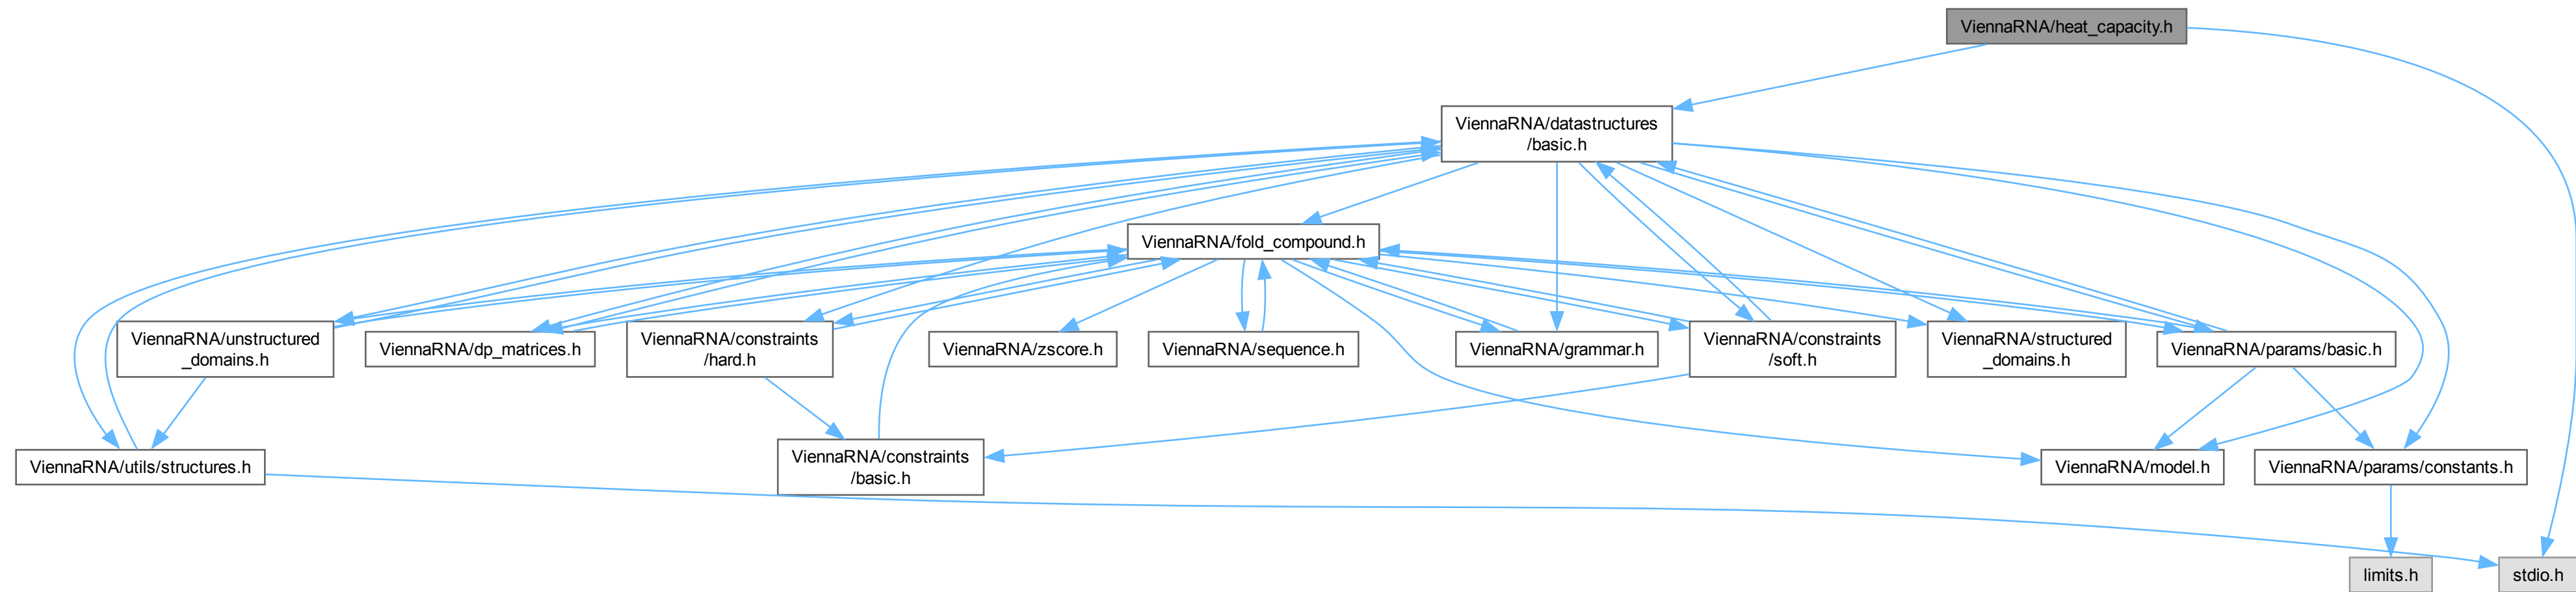 ViennaRNA/heat_capacity.h
ViennaRNA/datastructures
/basic.h
ViennaRNA/fold_compound.h
ViennaRNA/unstructured
_domains.h
ViennaRNA/dp_matrices.h
ViennaRNA/constraints
/hard.h
ViennaRNA/zscore.h
ViennaRNA/sequence.h
ViennaRNA/grammar.h
ViennaRNA/constraints
/soft.h
ViennaRNA/structured
_domains.h
ViennaRNA/params/basic.h
ViennaRNA/utils/structures.h
ViennaRNA/constraints
/basic.h
ViennaRNA/model.h
ViennaRNA/params/constants.h
limits.h
stdio.h